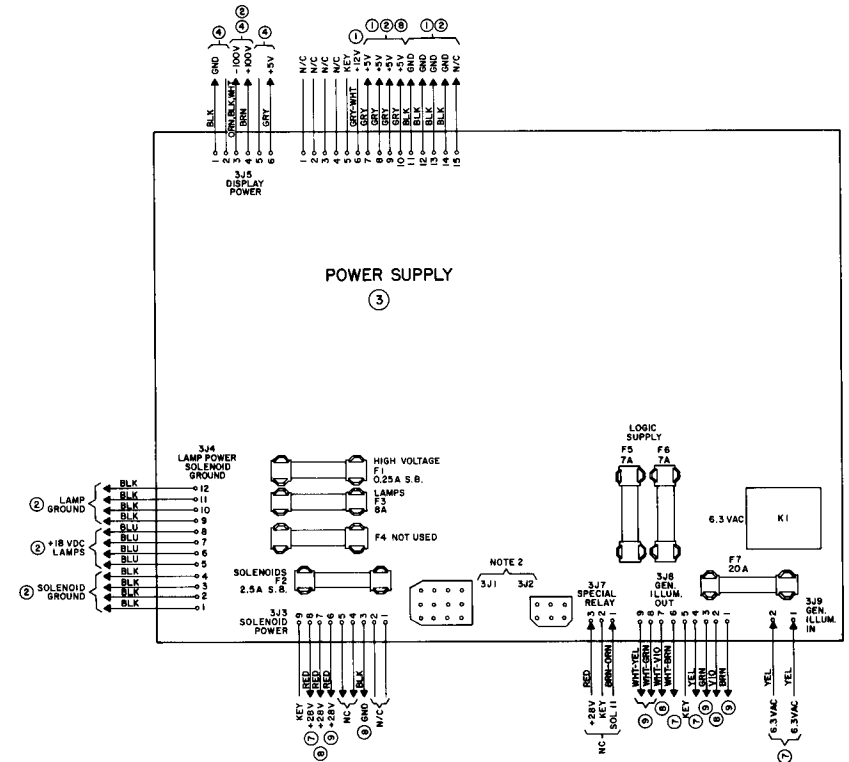 ④ ② ④ ④
GND -100V +100V +5V
BLK ORN,BLK,WHT BRN GRY
1 2 3 4 5 6
3J5
DISPLAY
POWER
① ①②⑧ ①②
N/C N/C N/C N/C KEY +12V +5V +5V +5V +5V GND GND GND GND N/C
GRY-WHT GRY GRY GRY GRY BLK BLK BLK BLK
1 2 3 4 5 6 7 8 9 10 11 12 13 14 15
POWER SUPPLY
③
3J4
LAMP POWER
SOLENOID
GROUND
② LAMP
GROUND
BLK 12
BLK 11
BLK 10
BLK 9
② +18 VDC
LAMPS
BLU 8
BLU 7
BLU 6
BLU 5
② SOLENOID
GROUND
BLK 4
BLK 3
BLK 2
BLK 1
HIGH VOLTAGE
F1
0.25A S.B.
LAMPS
F3
8A
F4 NOT USED
SOLENOIDS
F2
2.5A S.B.
3J3
SOLENOID
POWER
9 8 7 6 5 4 3 2 1
RED RED RED BLK
KEY +28V +28V +28V NC GND N/C
⑦ ⑧ ⑨ ⑧
NOTE 2
3J1 3J2
LOGIC
SUPPLY
F5
7A
F6
7A
6.3 VAC
K1
F7
20A
3J7
SPECIAL
RELAY
3 2 1
RED BRN-ORN
+28V KEY SOL 11
NC
3J8
GEN.
ILLUM.
OUT
9 8 7 6 5 4 3 2 1
WHT-YEL WHT-GRN WHT-VIO WHT-BRN KEY YEL GRN VIO BRN
⑨ ⑧ ⑦ ⑦ ⑨ ⑧ ⑨
3J9
GEN.
ILLUM.
IN
2 1
YEL YEL
6.3VAC 6.3VAC
⑦